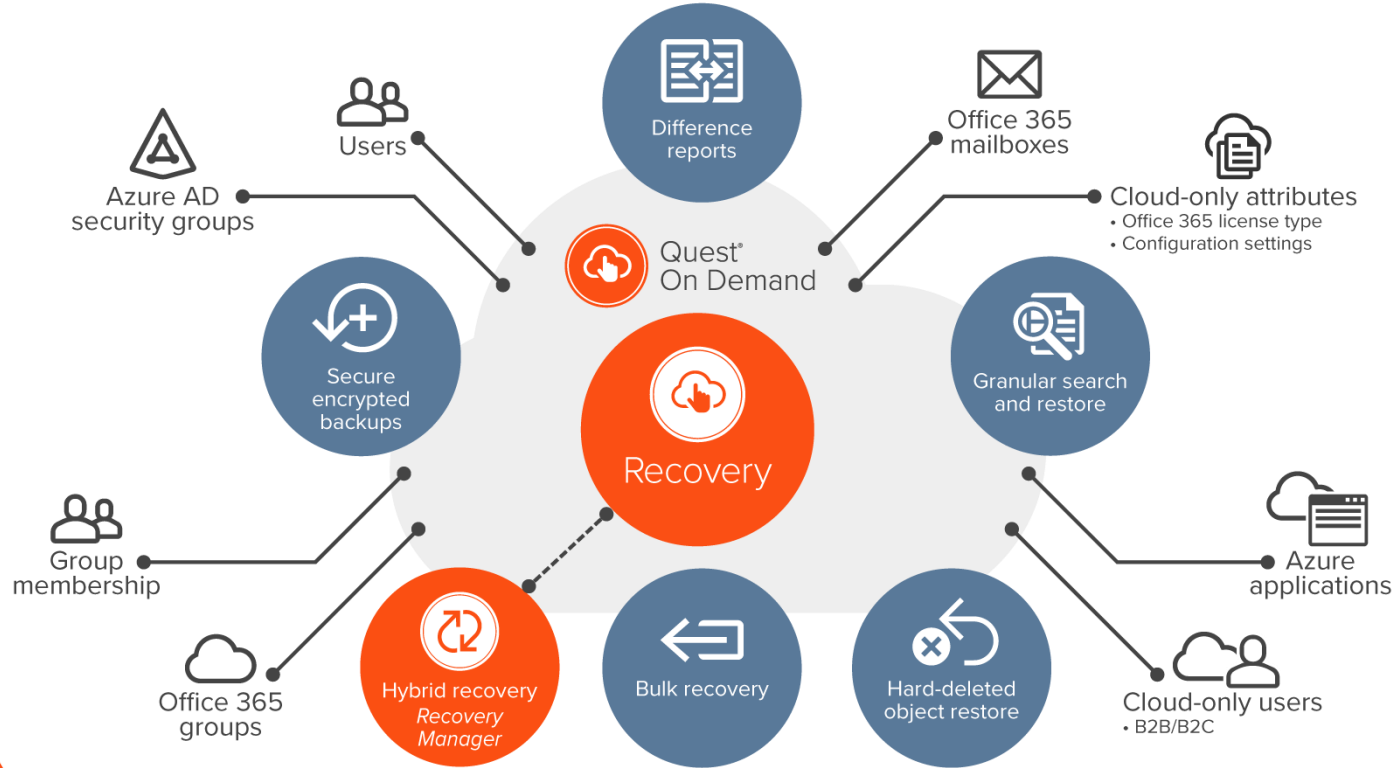 Difference
reports
Users
Office 365
mailboxes
Azure AD
security groups
Cloud-only attributes
• Office 365 license type
• Configuration settings
Quest®
On Demand
Secure
encrypted
backups
Granular search
and restore
Recovery
Group
membership
Azure
applications
Office 365
groups
Hybrid recovery
Recovery
Manager
Bulk recovery
Hard-deleted
object restore
Cloud-only users
• B2B/B2C